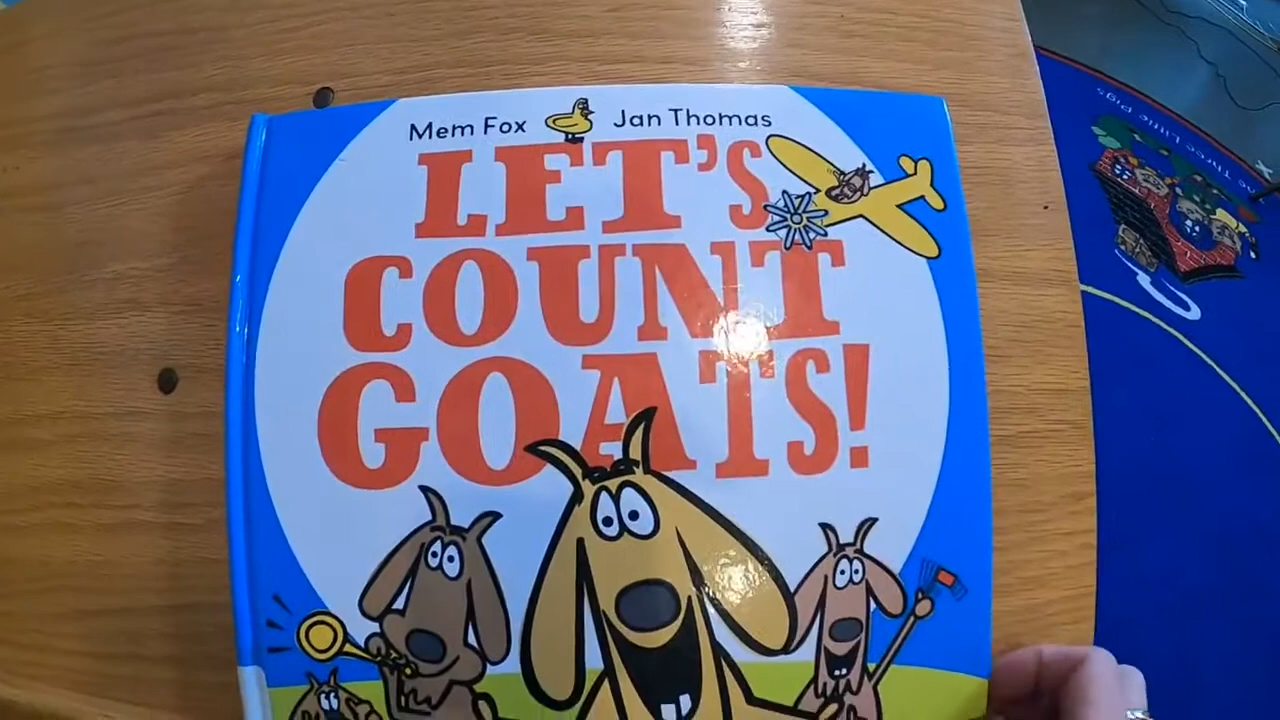 Mem Fox Jan Thomas
LET'S
COUNT
GOATS!
The Three Little Pigs